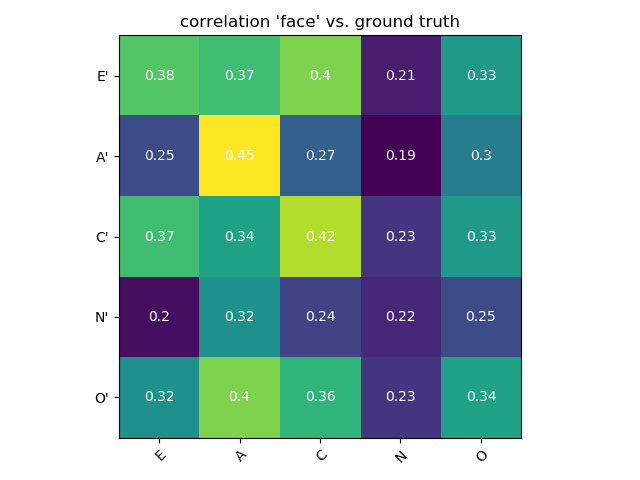 correlation 'face' vs. ground truth
E' 0.38 0.37 0.4 0.21 0.33
A' 0.25 0.45 0.27 0.19 0.3
C' 0.37 0.34 0.42 0.23 0.33
N' 0.2 0.32 0.24 0.22 0.25
O' 0.32 0.4 0.36 0.23 0.34
E A C N O